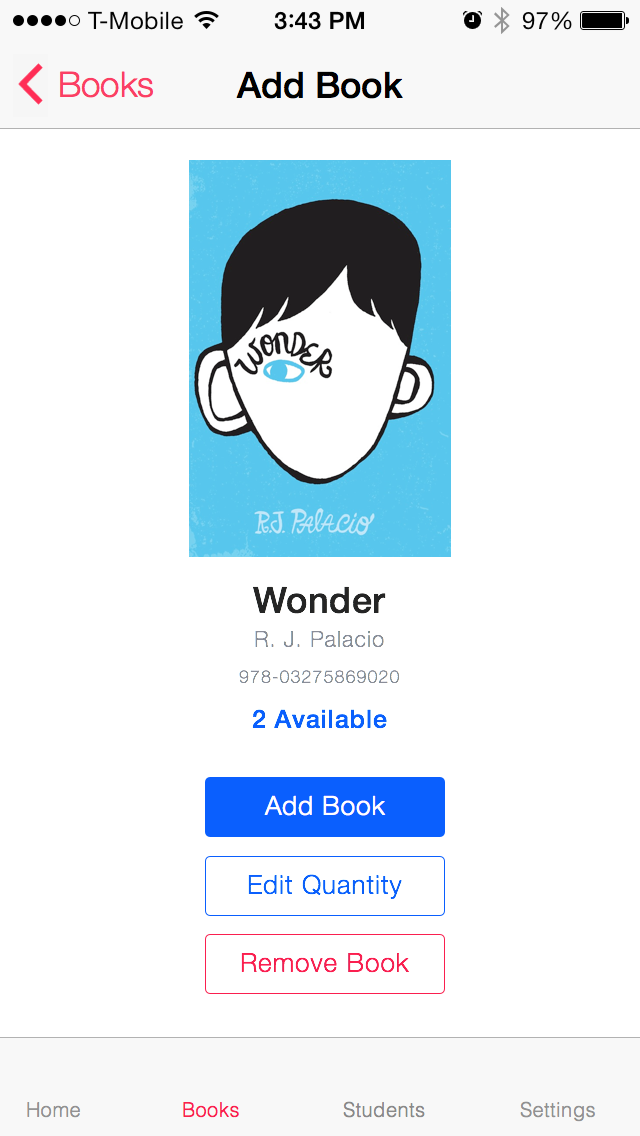 T-Mobile 3:43 PM 97%
Books Add Book
WONDER
R.J. PALACIO
Wonder
R. J. Palacio
978-03275869020
2 Available
Add Book
Edit Quantity
Remove Book
Home Books Students Settings